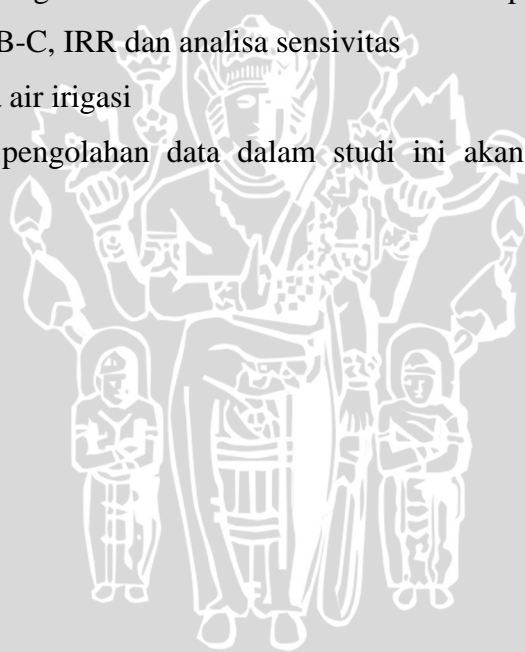 B-C, IRR dan analisa sensivitas
air irigasi
pengolahan data dalam studi ini akan